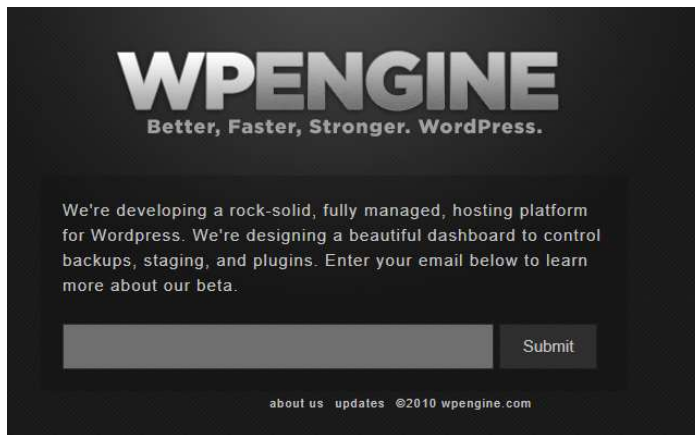 WPENGINE
Better, Faster, Stronger. WordPress.
We're developing a rock-solid, fully managed, hosting platform
for Wordpress. We're designing a beautiful dashboard to control
backups, staging, and plugins. Enter your email below to learn
more about our beta.
Submit
about us updates ©2010 wpengine.com